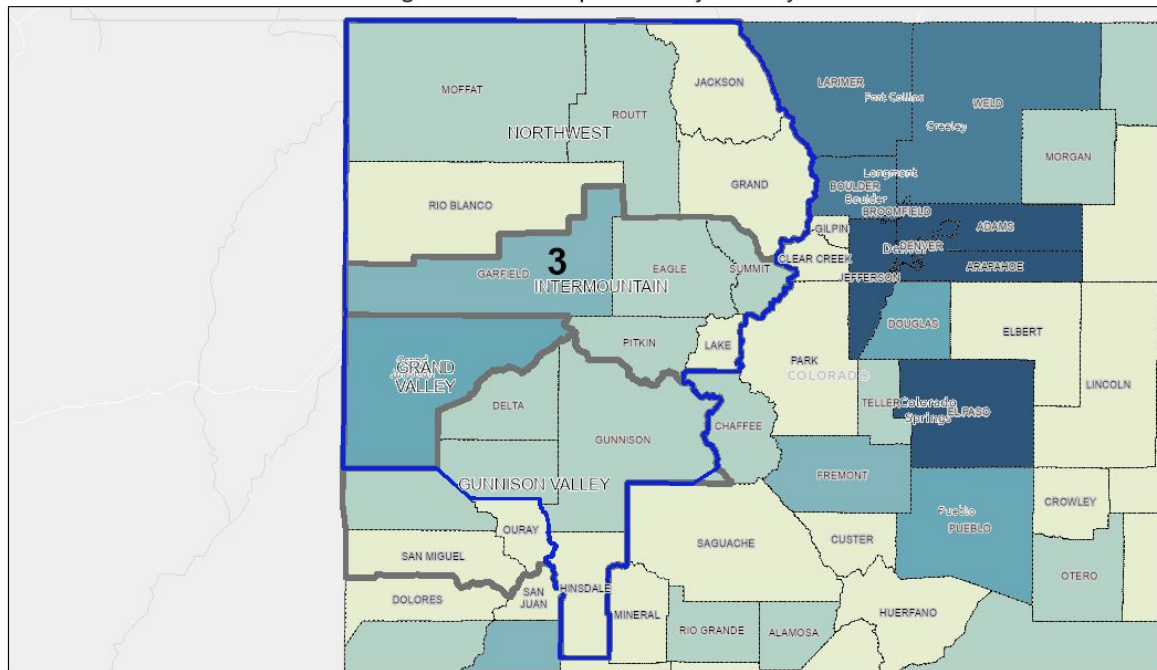 MOFFAT
JACKSON
LARIMER
Fort Collins
WELD
ROUTT
NORTHWEST
Greeley
MORGAN
Longmont
GRAND
BOULDER
Boulder
RIO BLANCO
BROOMFIELD
GILPIN
ADAMS
DENVER
CLEAR CREEK
ARAPAHOE
3
GARFIELD
EAGLE
SUMMIT
JEFFERSON
INTERMOUNTAIN
DOUGLAS
ELBERT
PITKIN
LAKE
PARK
GRAND
VALLEY
COLORADO
LINCOLN
TELLER
Colorado
Springs
EL PASO
DELTA
CHAFFEE
GUNNISON
FREMONT
GUNNISON VALLEY
CROWLEY
Pueblo
PUEBLO
OURAY
CUSTER
SAGUACHE
SAN MIGUEL
OTERO
HINSDALE
DOLORES
SAN
JUAN
MINERAL
HUERFANO
RIO GRANDE
ALAMOSA